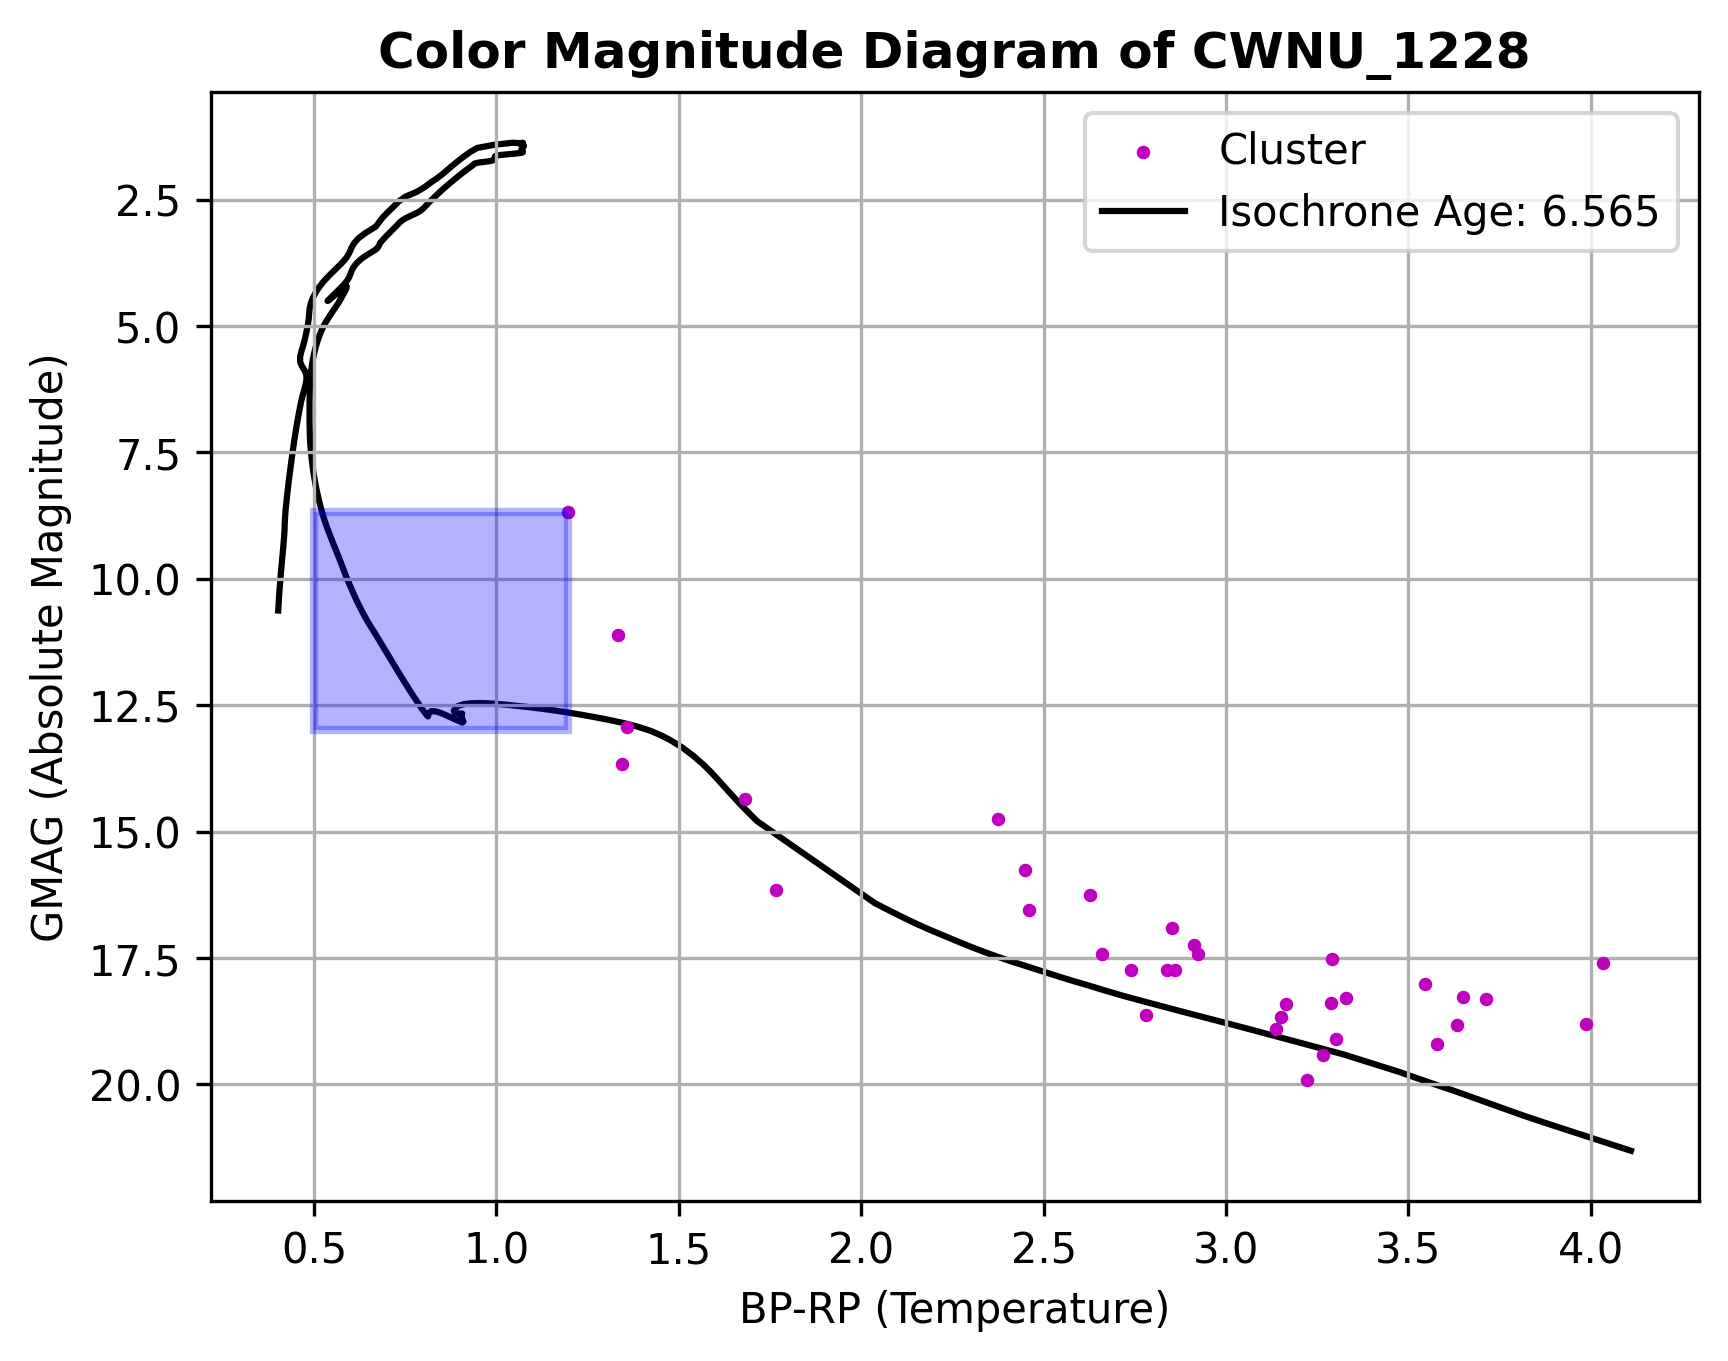 Color Magnitude Diagram of CWNU_1228
Cluster
Isochrone Age: 6.565
GMAG (Absolute Magnitude)
2.5
5.0
7.5
10.0
12.5
15.0
17.5
20.0
0.5 1.0 1.5 2.0 2.5 3.0 3.5 4.0
BP-RP (Temperature)